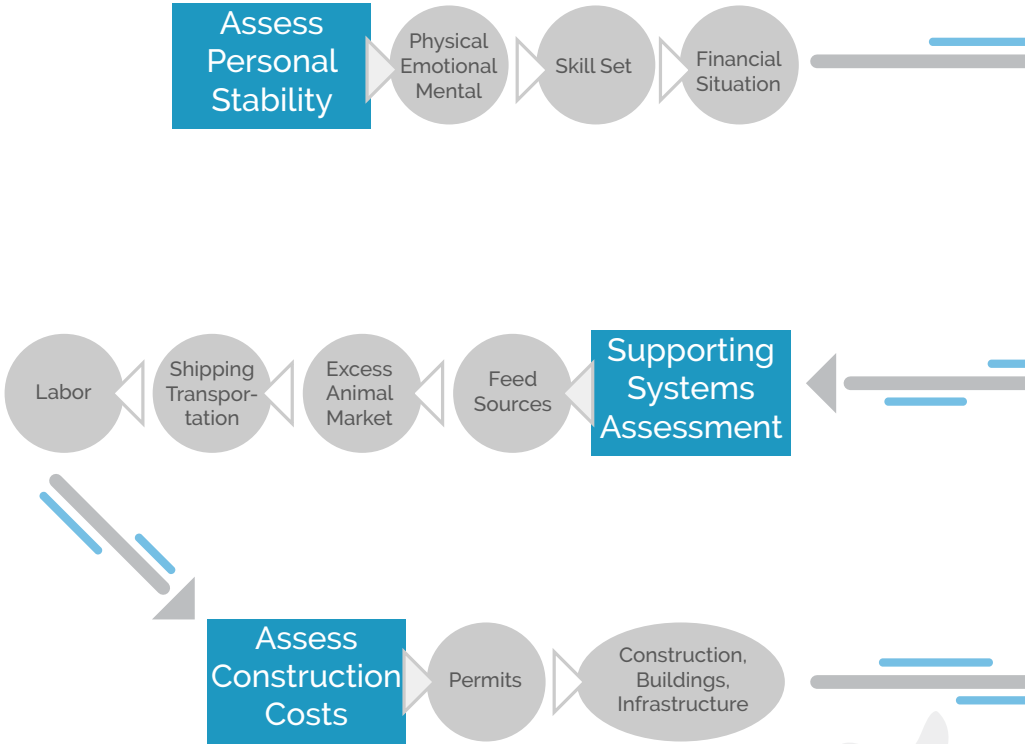 Assess
Personal
Stability
Physical
Emotional
Mental
Skill Set
Financial
Situation
Supporting
Systems
Assessment
Feed
Sources
Excess
Animal
Market
Shipping
Transpor-
tation
Labor
Assess
Construction
Costs
Permits
Construction,
Buildings,
Infrastructure